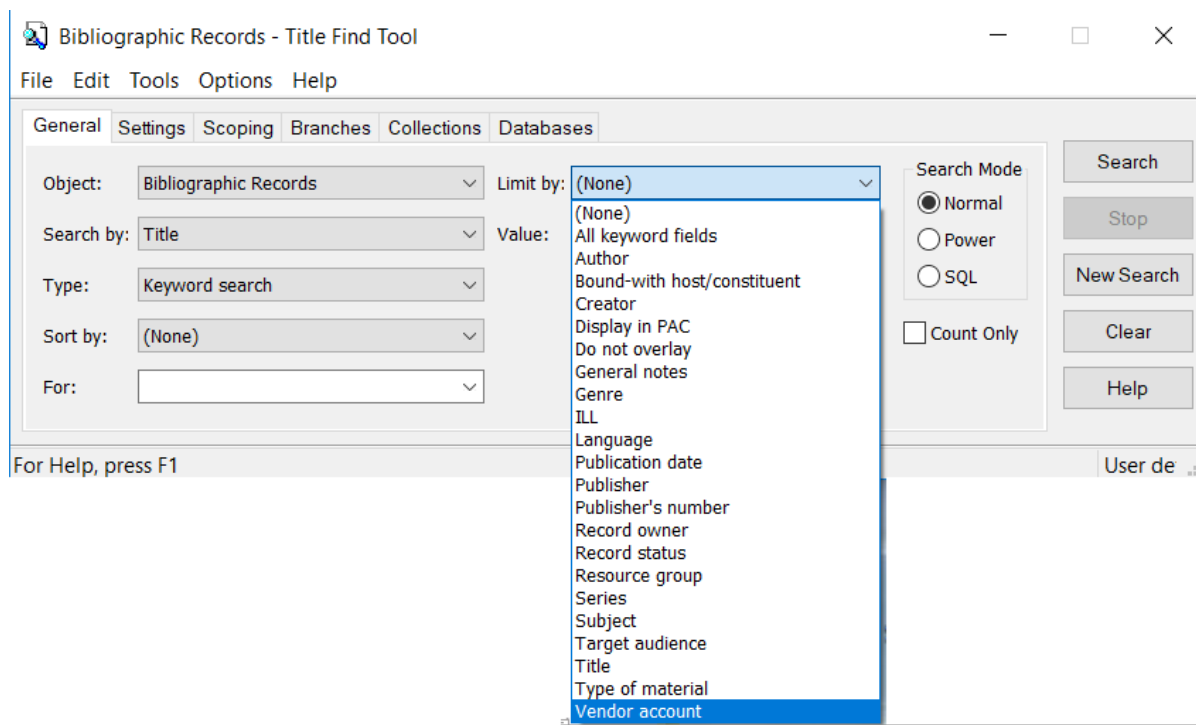 Bibliographic Records - Title Find Tool
File Edit Tools Options Help
General Settings Scoping Branches Collections Databases
Object: Bibliographic Records
Search by: Title
Type: Keyword search
Sort by: (None)
For:
Limit by: (None)
Value:
(None)
All keyword fields
Author
Bound-with host/constituent
Creator
Display in PAC
Do not overlay
General notes
Genre
ILL
Language
Publication date
Publisher
Publisher's number
Record owner
Record status
Resource group
Series
Subject
Target audience
Title
Type of material
Vendor account
Search Mode
Normal
Power
SQL
Count Only
Search
Stop
New Search
Clear
Help
For Help, press F1
User de